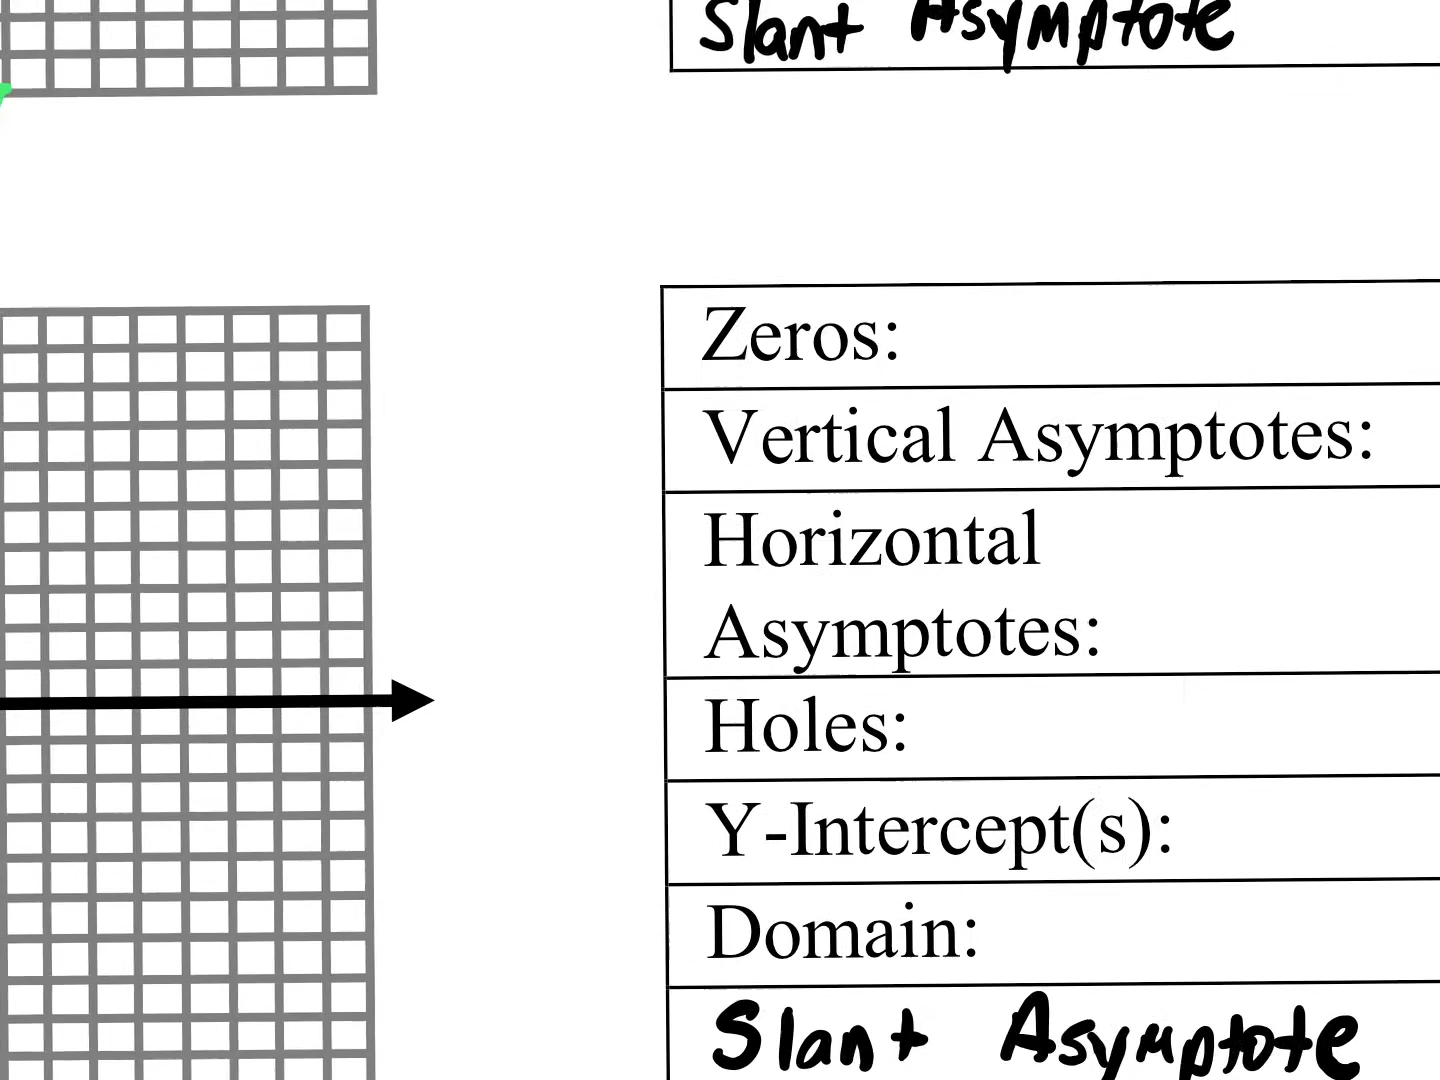 Slant Asymptote
Zeros:
Vertical Asymptotes:
Horizontal
Asymptotes:
Holes:
Y-Intercept(s):
Domain:
Slant Asymptote